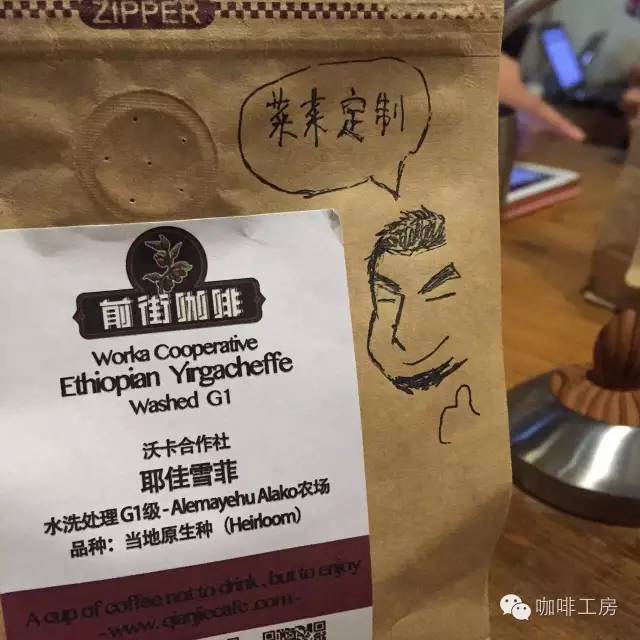 ZIPPER
菜来定制
前街咖啡
Worka Cooperative
Ethiopian Yirgacheffe
Washed G1
沃卡合作社
耶佳雪菲
水洗处理G1级-Alemayehu Alako农场
品种：当地原生种（Heirloom）
A cup of coffee not to drink, but to enjoy
-www.qianjiecafe.com-
咖啡工房